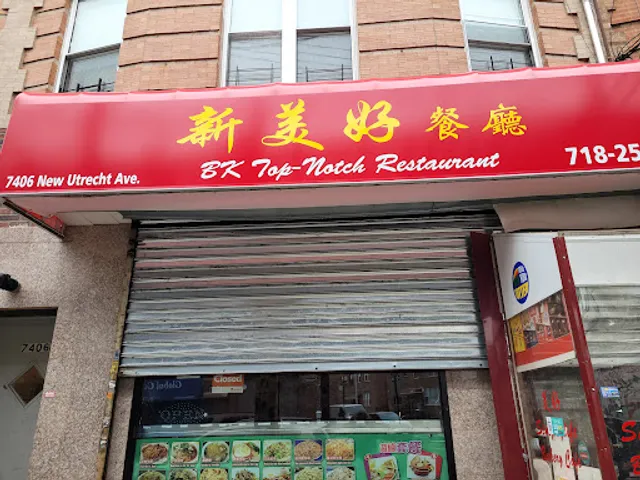 新美好餐廳
BK Top-Notch Restaurant
7406 New Utrecht Ave.
718-25
7406
Closed